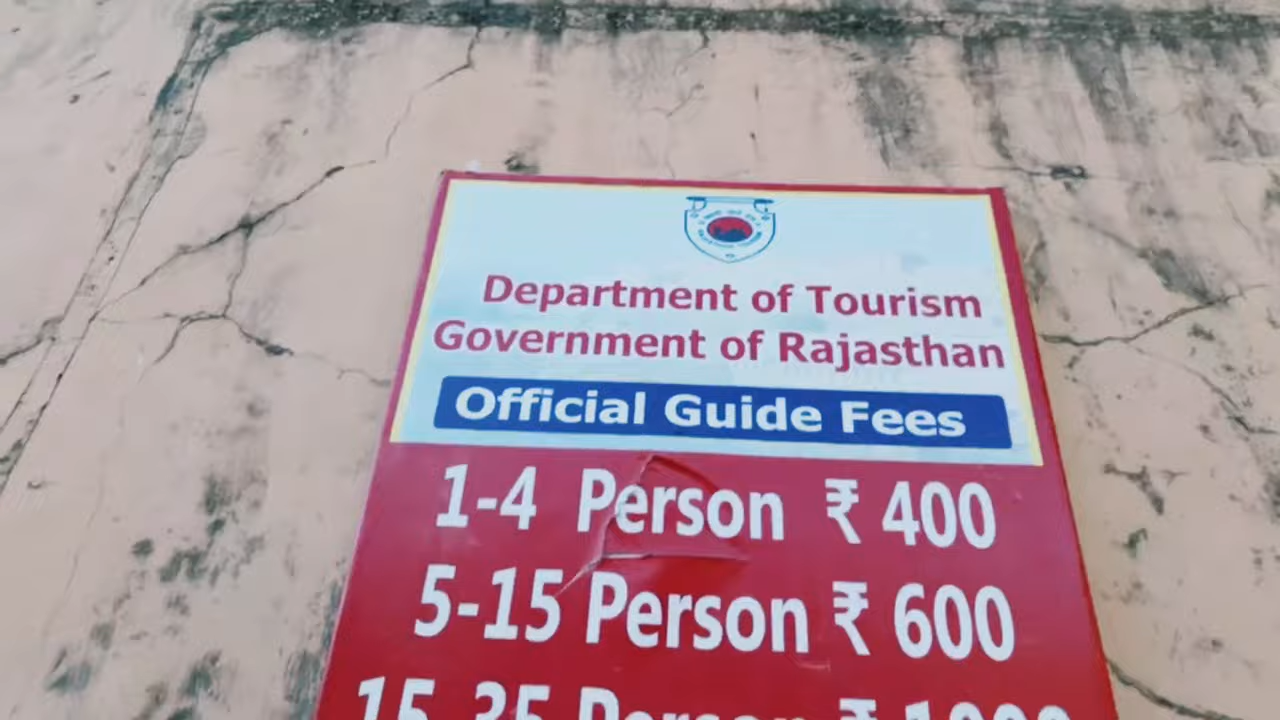 Department of Tourism
Government of Rajasthan
Official Guide Fees
1-4 Person ₹ 400
5-15 Person ₹ 600
15-35 Person ₹